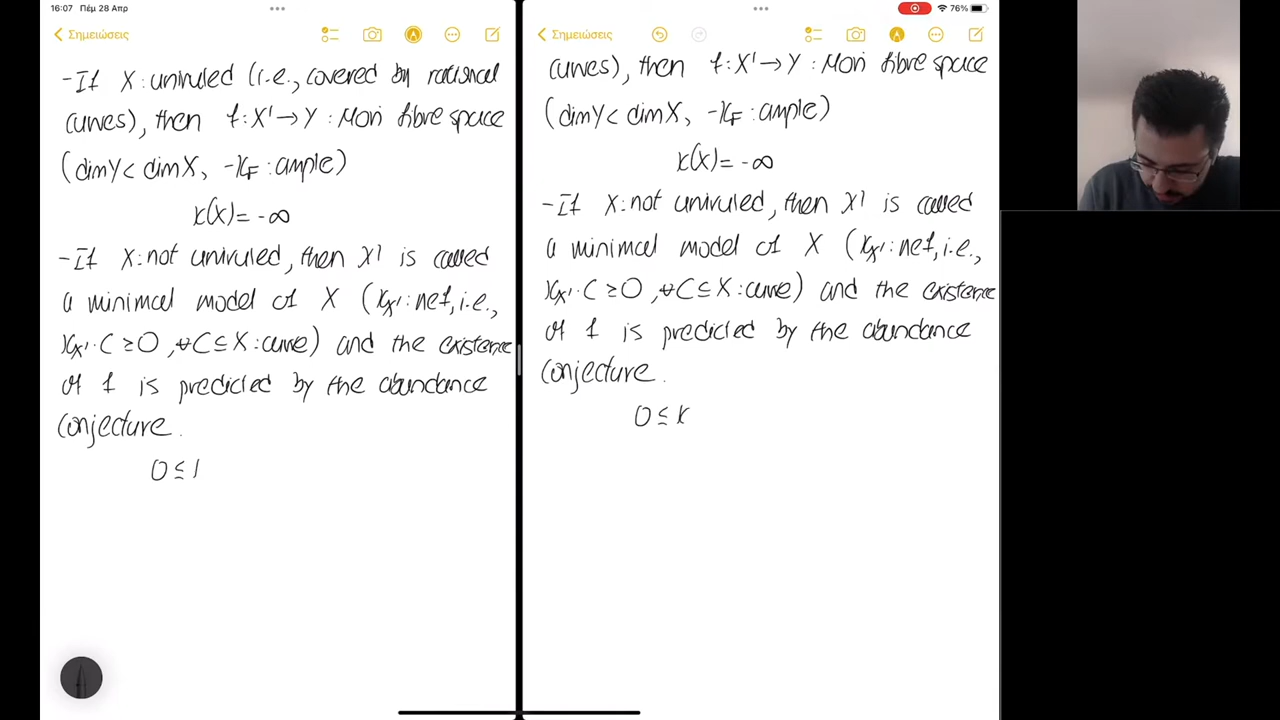 16:07 Πέμ 28 Απρ
76%
Σημειώσεις
- If X: uniruled (i.e., covered by rational
curves), then f: X' → Y : Mori fibre space
(dimY < dimX, -K_F : ample)
κ(X) = -∞
- If X: not uniruled, then X' is called
a minimal model of X (K_X' : nef, i.e.,
K_X' · C ≥ 0, ∀ C ⊆ X : curve) and the existence
of f is predicted by the abundance
conjecture.
0 ≤ 1
Σημειώσεις
curves), then f: X' → Y : Mori fibre space
(dimY < dimX, -K_F : ample)
κ(X) = -∞
- If X: not uniruled, then X' is called
a minimal model of X (K_X' : nef, i.e.,
K_X' · C ≥ 0, ∀ C ⊆ X : curve) and the existence
of f is predicted by the abundance
conjecture.
0 ≤ κ